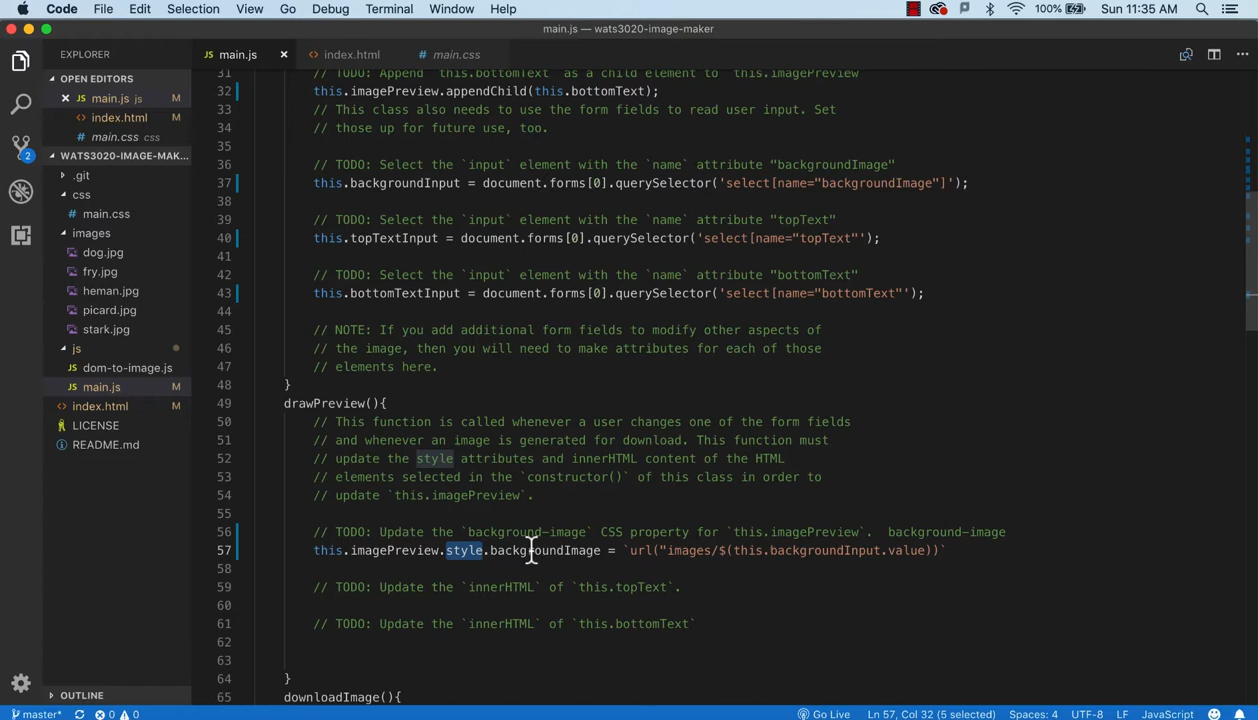 Code File Edit Selection View Go Debug Terminal Window Help 100% Sun 11:35 AM
main.js — wats3020-image-maker
EXPLORER
main.js
index.html
main.css
OPEN EDITORS
main.js js M
index.html M
main.css css
WATS3020-IMAGE-MAK...
.git
css
main.css
images
dog.jpg
fry.jpg
heman.jpg
picard.jpg
stark.jpg
js
dom-to-image.js
main.js M
index.html M
LICENSE
README.md
OUTLINE
2
31 // TODO: Append `this.bottomText` as a child element to `this.imagePreview`
32 this.imagePreview.appendChild(this.bottomText);
33 // This class also needs to use the form fields to read user input. Set
34 // those up for future use, too.
35
36 // TODO: Select the `input` element with the `name` attribute "backgroundImage"
37 this.backgroundInput = document.forms[0].querySelector('select[name="backgroundImage"]');
38
39 // TODO: Select the `input` element with the `name` attribute "topText"
40 this.topTextInput = document.forms[0].querySelector('select[name="topText"');
41
42 // TODO: Select the `input` element with the `name` attribute "bottomText"
43 this.bottomTextInput = document.forms[0].querySelector('select[name="bottomText"');
44
45 // NOTE: If you add additional form fields to modify other aspects of
46 // the image, then you will need to make attributes for each of those
47 // elements here.
48 }
49 drawPreview(){
50 // This function is called whenever a user changes one of the form fields
51 // and whenever an image is generated for download. This function must
52 // update the style attributes and innerHTML content of the HTML
53 // elements selected in the `constructor()` of this class in order to
54 // update `this.imagePreview`.
55
56 // TODO: Update the `background-image` CSS property for `this.imagePreview`. background-image
57 this.imagePreview.style.backgroundImage = `url("images/$(this.backgroundInput.value))`
58
59 // TODO: Update the `innerHTML` of `this.topText`.
60
61 // TODO: Update the `innerHTML` of `this.bottomText`
62
63
64 }
65 downloadImage(){
master* 0 0 Go Live Ln 57, Col 32 (5 selected) Spaces: 4 UTF-8 LF JavaScript